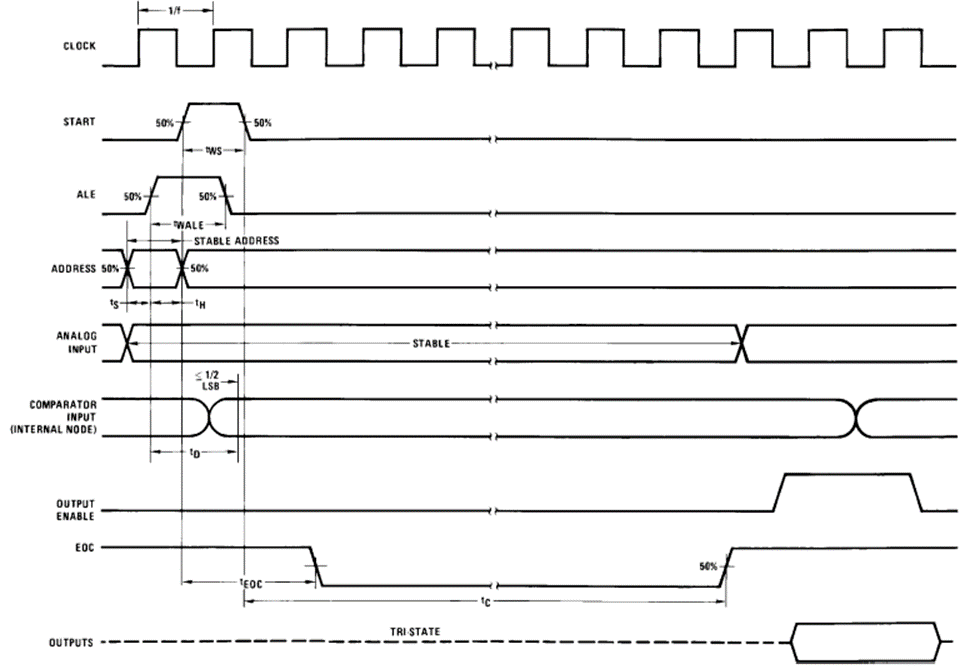 1/f
CLOCK
START
50%
50%
tWS
ALE
50%
50%
tWALE
STABLE ADDRESS
ADDRESS
50%
50%
tS
tH
ANALOG
INPUT
STABLE
≤ 1/2
LSB
COMPARATOR
INPUT
(INTERNAL NODE)
tD
OUTPUT
ENABLE
EOC
50%
tEOC
tC
TRI-STATE
OUTPUTS